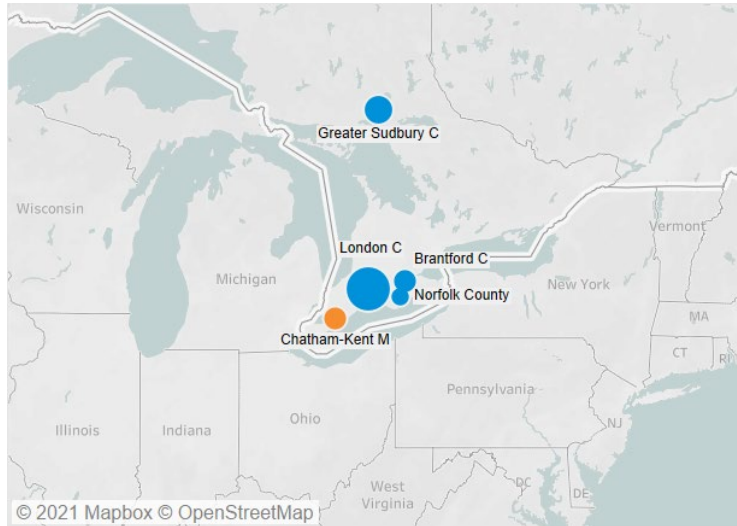 Greater Sudbury C
Wisconsin
Vermont
London C
Brantford C
Michigan
Norfolk County
New York
MA
Chatham-Kent M
CT
RI
Pennsylvania
Ohio
Illinois
Indiana
NJ
West
Virginia
DC
DE
© 2021 Mapbox © OpenStreetMap